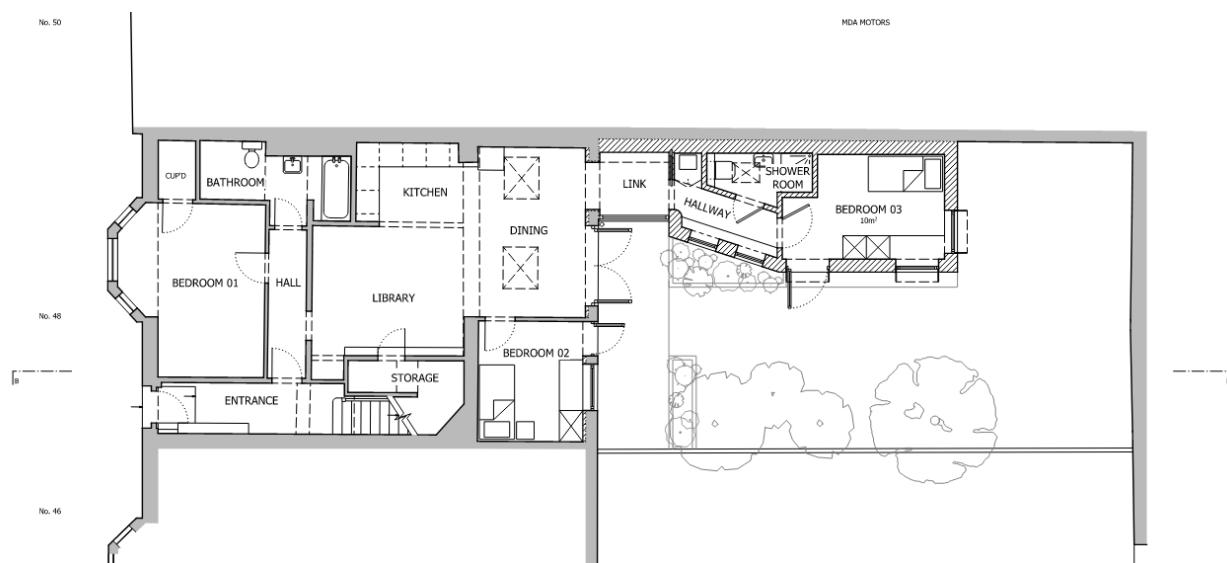 No. 50
MDA MOTORS
CUP'D
BATHROOM
KITCHEN
LINK
SHOWER
ROOM
HALLWAY
BEDROOM 03
10m²
DINING
BEDROOM 01
HALL
LIBRARY
No. 48
BEDROOM 02
STORAGE
B
ENTRANCE
No. 46